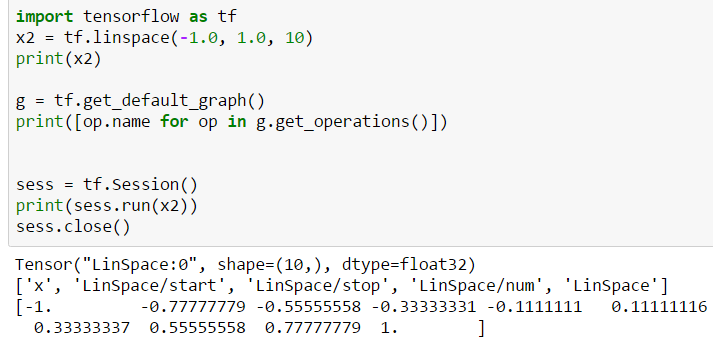 import tensorflow as tf
x2 = tf.linspace(-1.0, 1.0, 10)
print(x2)
g = tf.get_default_graph()
print([op.name for op in g.get_operations()])
sess = tf.Session()
print(sess.run(x2))
sess.close()
Tensor("LinSpace:0", shape=(10,), dtype=float32)
['x', 'LinSpace/start', 'LinSpace/stop', 'LinSpace/num', 'LinSpace']
[-1.         -0.77777779 -0.55555558 -0.33333331 -0.1111111   0.11111116
  0.33333337  0.55555558  0.77777779  1.        ]